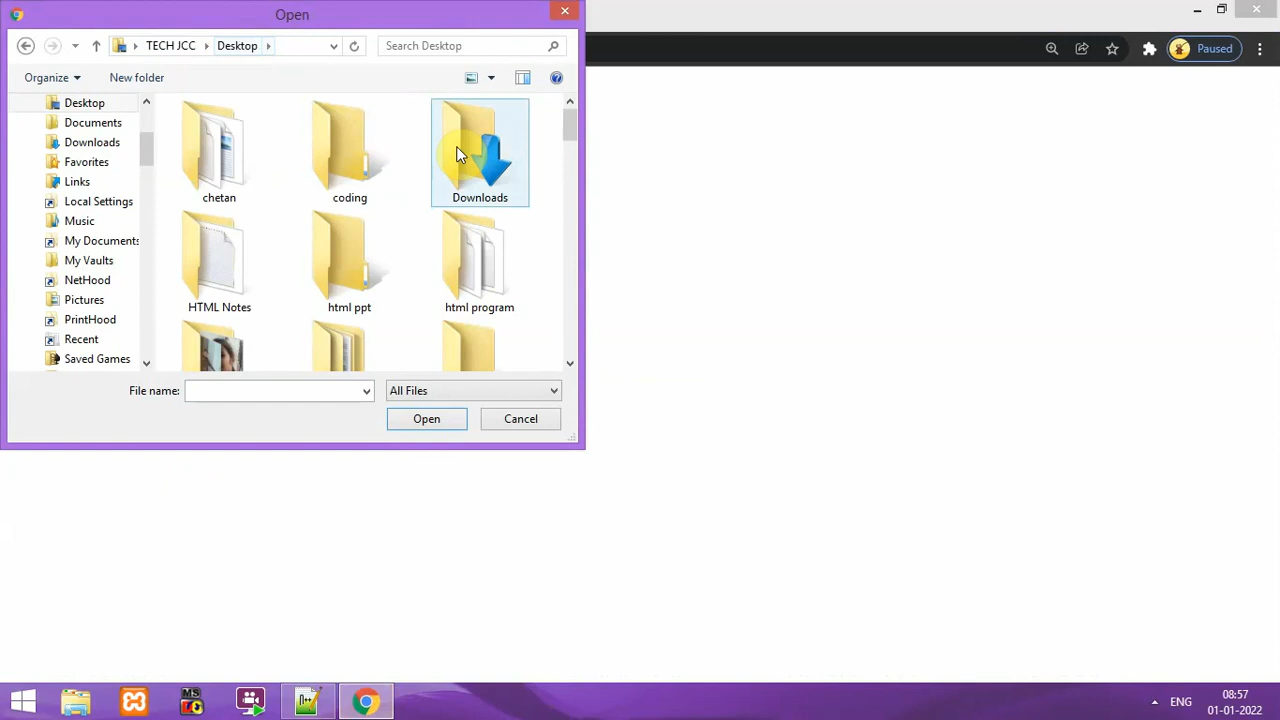 Open
Paused
TECH JCC Desktop
Search Desktop
Organize
New folder
Desktop
Documents
Downloads
Favorites
Links
Local Settings
Music
My Documents
My Vaults
NetHood
Pictures
PrintHood
Recent
Saved Games
chetan
coding
Downloads
HTML Notes
html ppt
html program
File name:
All Files
Open
Cancel
MS
ENG
08:57
01-01-2022